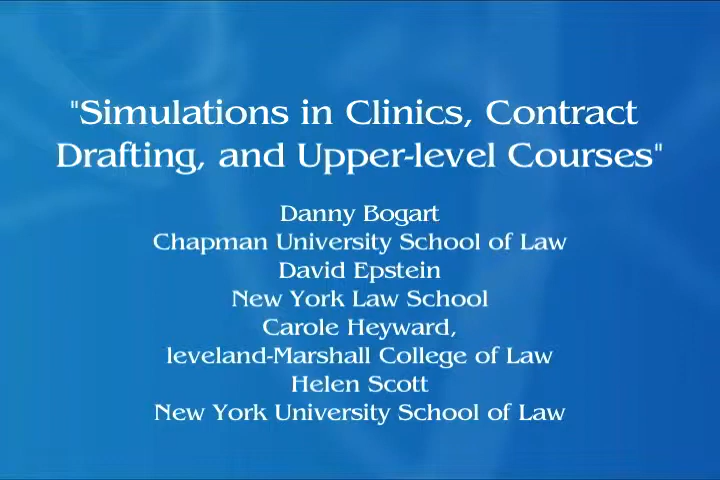 "Simulations in Clinics, Contract
Drafting, and Upper-level Courses"
Danny Bogart
Chapman University School of Law
David Epstein
New York Law School
Carole Heyward,
leveland-Marshall College of Law
Helen Scott
New York University School of Law